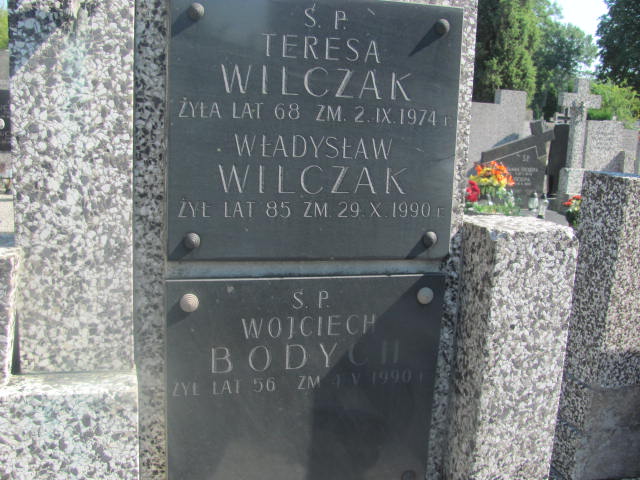 Ś. P.
TERESA
WILCZAK
ŻYŁA LAT 68 ZM. 2.IX.1974 r.
WŁADYSŁAW
WILCZAK
ŻYŁ LAT 85 ZM. 29.X.1990 r.
Ś. P.
WOJCIECH
BODYCH
ŻYŁ LAT 56 ZM V 1990 r